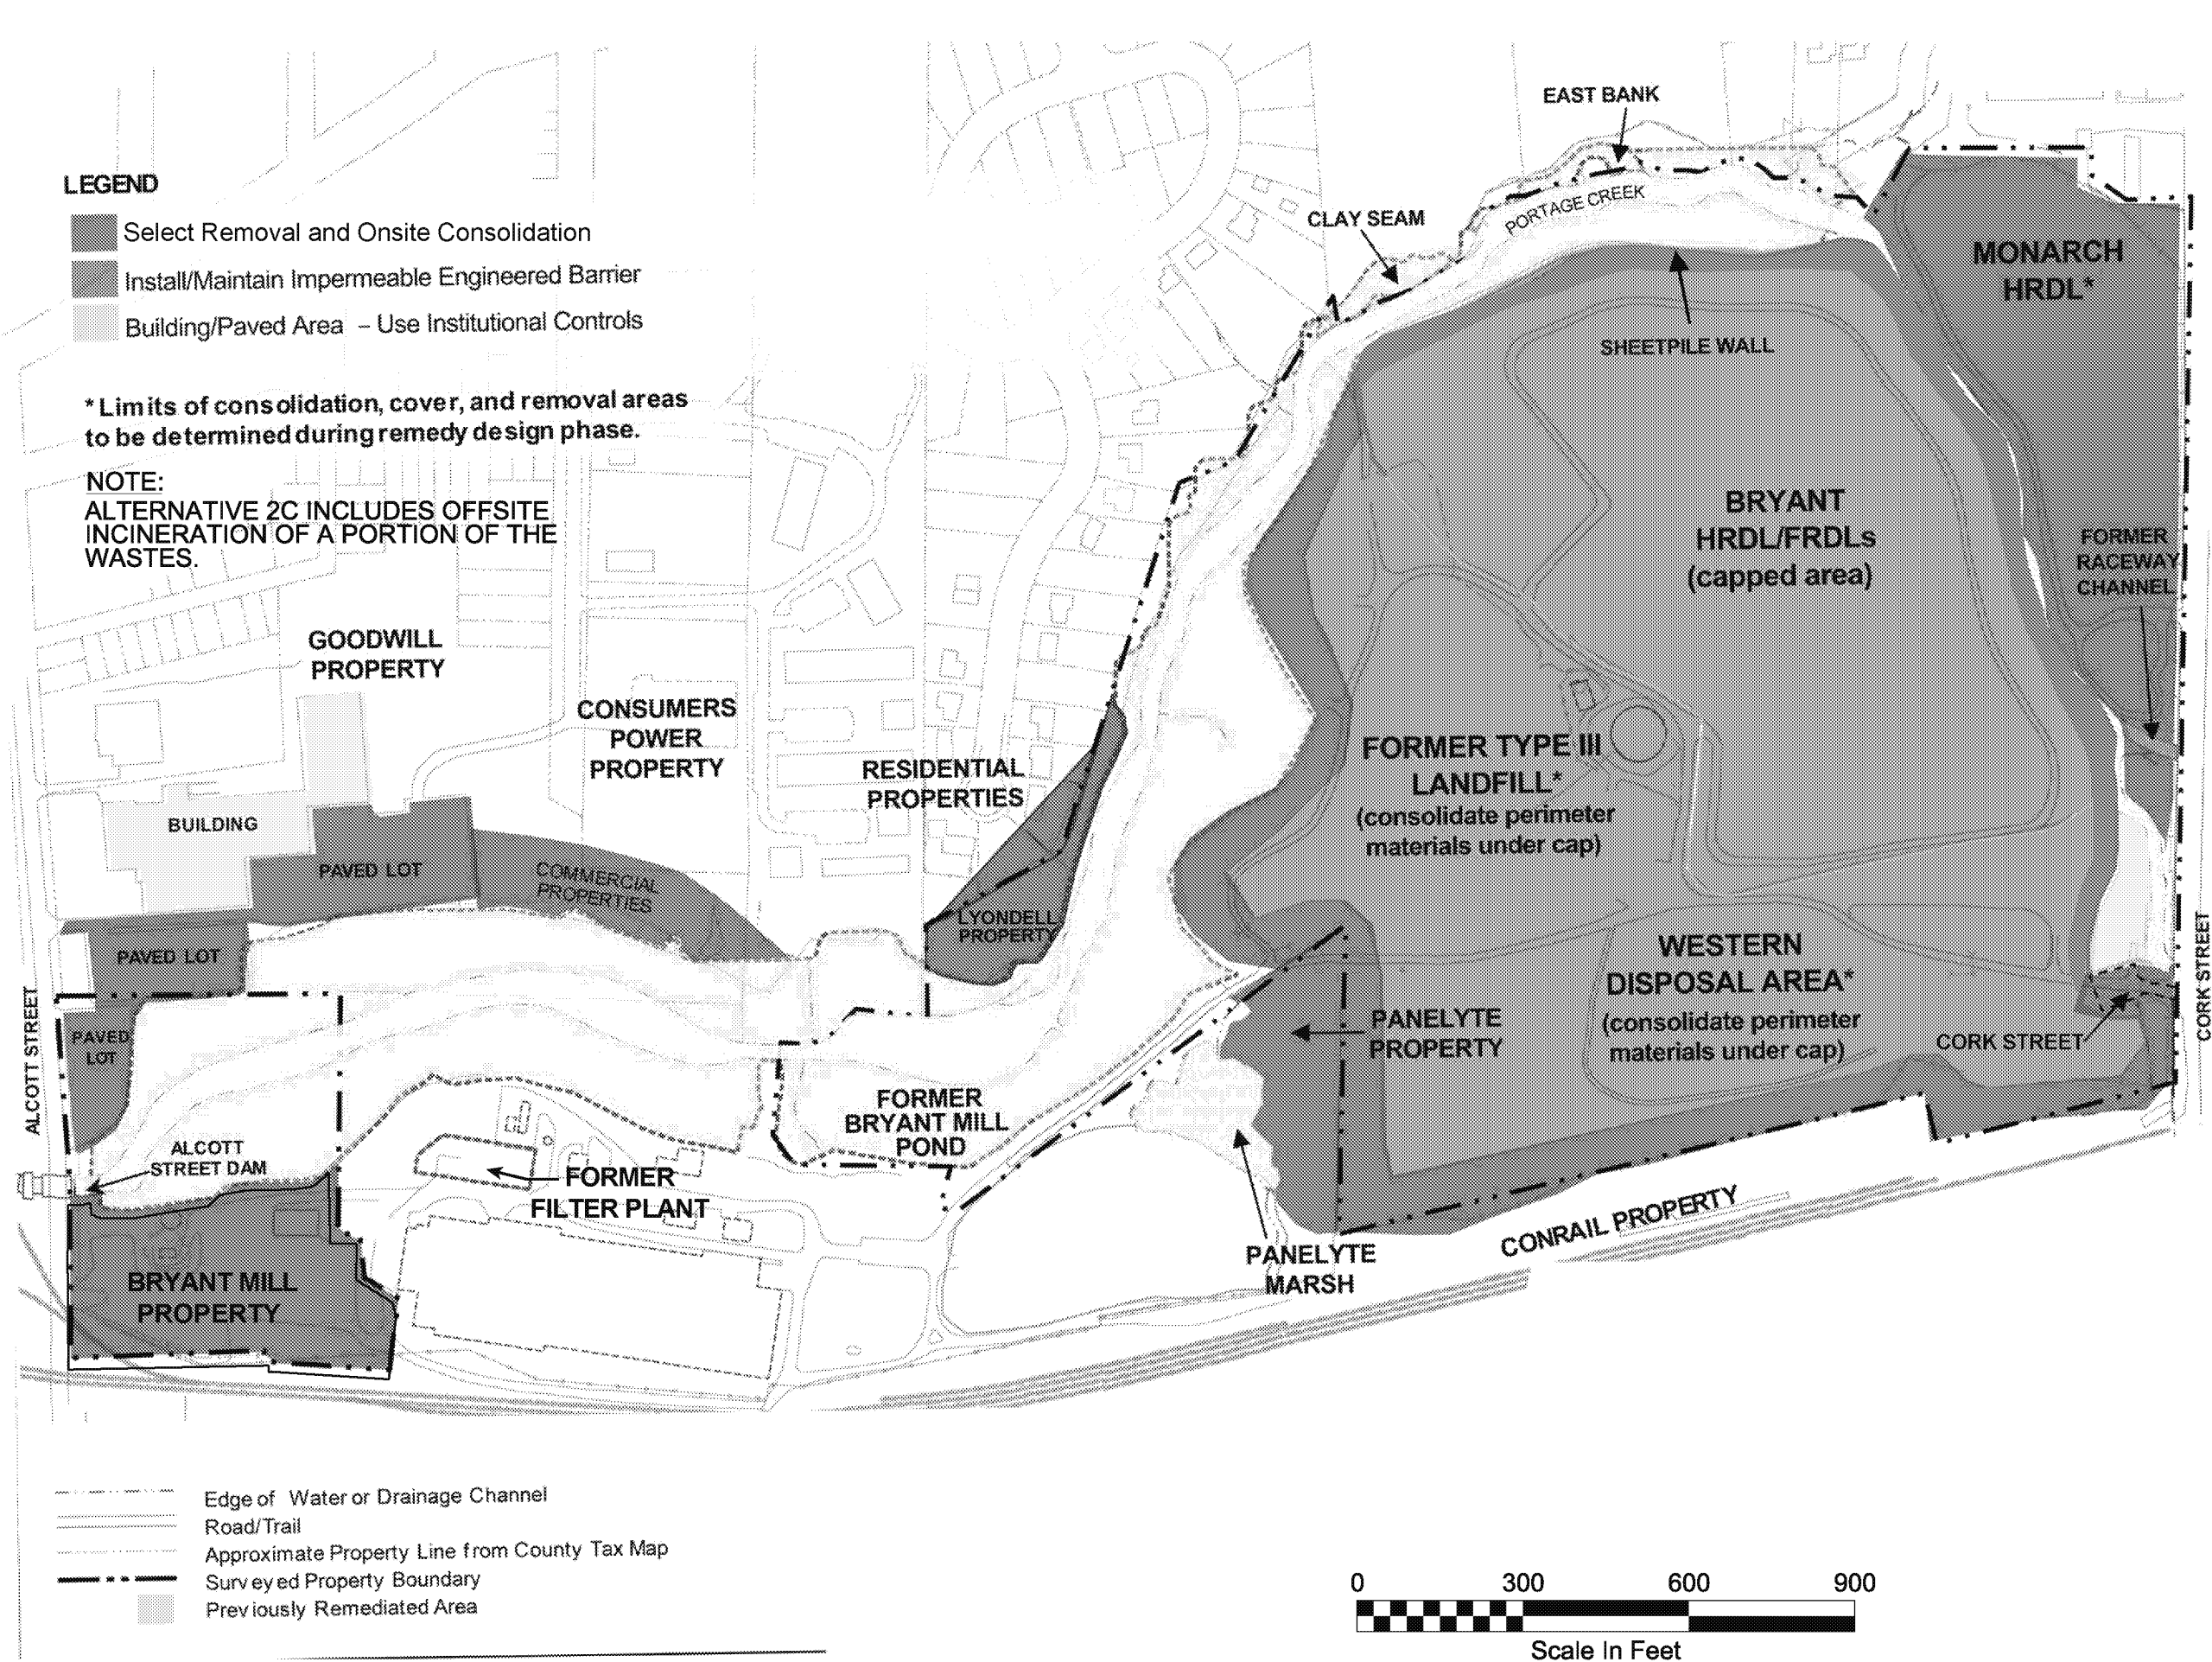 EAST BANK
LEGEND
Select Removal and Onsite Consolidation
Install/Maintain Impermeable Engineered Barrier
Building/Paved Area – Use Institutional Controls
* Limits of consolidation, cover, and removal areas
to be determined during remedy design phase.
NOTE:
ALTERNATIVE 2C INCLUDES OFFSITE
INCINERATION OF A PORTION OF THE
WASTES.
CLAY SEAM
PORTAGE CREEK
SHEETPILE WALL
MONARCH
HRDL*
BRYANT
HRDL/FRDLs
(capped area)
FORMER
RACEWAY
CHANNEL
GOODWILL
PROPERTY
CONSUMERS
POWER
PROPERTY
RESIDENTIAL
PROPERTIES
FORMER TYPE III
LANDFILL*
(consolidate perimeter
materials under cap)
BUILDING
PAVED LOT
COMMERCIAL
PROPERTIES
LYONDELL
PROPERTY
PAVED LOT
WESTERN
DISPOSAL AREA*
(consolidate perimeter
materials under cap)
CORK STREET
CORK STREET
PANELYTE
PROPERTY
ALCOTT STREET
PAVED
LOT
FORMER
BRYANT MILL
POND
ALCOTT
STREET DAM
FORMER
FILTER PLANT
CONRAIL PROPERTY
PANELYTE
MARSH
BRYANT MILL
PROPERTY
Edge of Water or Drainage Channel
Road/Trail
Approximate Property Line from County Tax Map
Surveyed Property Boundary
Previously Remediated Area
0 300 600 900
Scale In Feet